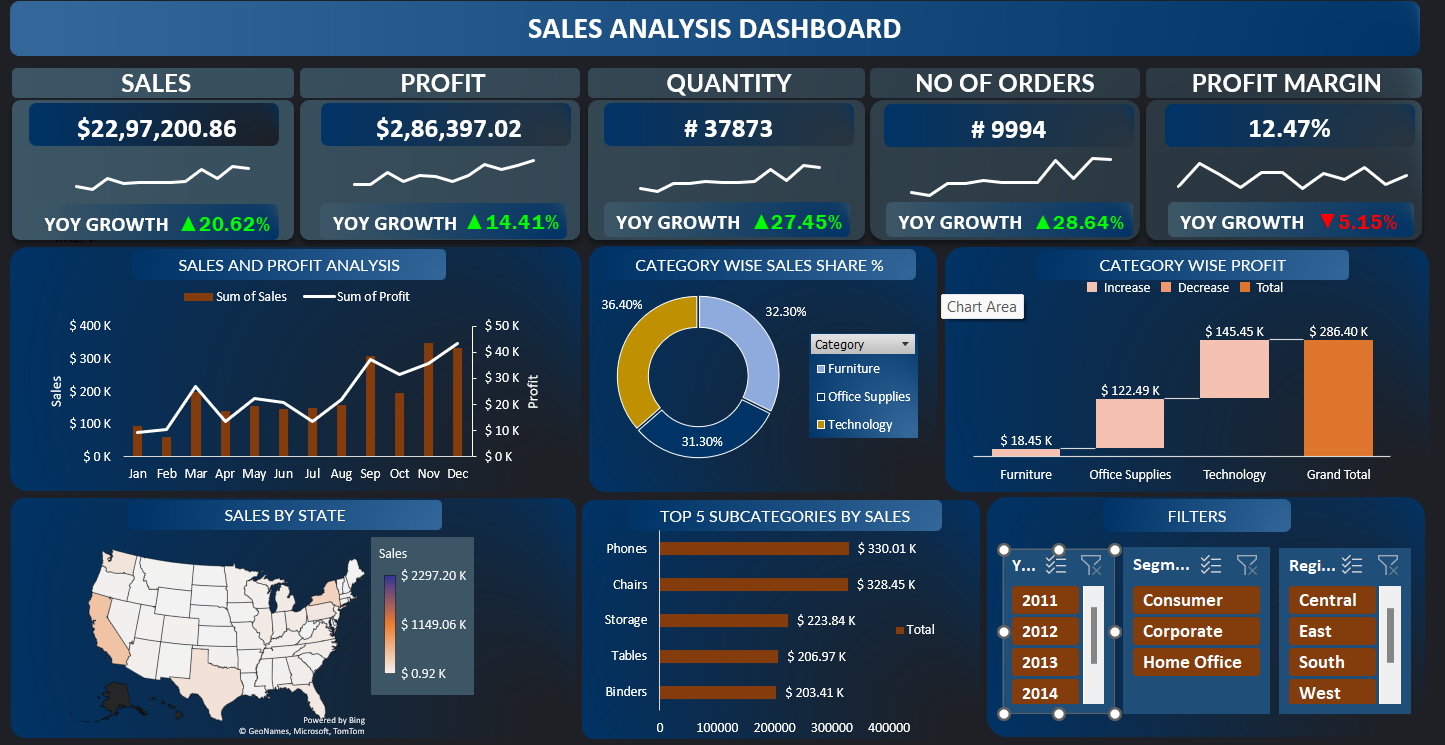 SALES ANALYSIS DASHBOARD
SALES
$22,97,200.86
YOY GROWTH ▲20.62%
PROFIT
$2,86,397.02
YOY GROWTH ▲14.41%
QUANTITY
# 37873
YOY GROWTH ▲27.45%
NO OF ORDERS
# 9994
YOY GROWTH ▲28.64%
PROFIT MARGIN
12.47%
YOY GROWTH ▼5.15%
SALES AND PROFIT ANALYSIS
Sum of Sales Sum of Profit
$ 400 K
$ 300 K
$ 200 K
$ 100 K
$ 0 K
Sales
$ 50 K
$ 40 K
$ 30 K
$ 20 K
$ 10 K
$ 0 K
Profit
Jan Feb Mar Apr May Jun Jul Aug Sep Oct Nov Dec
CATEGORY WISE SALES SHARE %
36.40%
32.30%
31.30%
Category
Furniture
Office Supplies
Technology
Chart Area
CATEGORY WISE PROFIT
Increase Decrease Total
$ 18.45 K
$ 122.49 K
$ 145.45 K
$ 286.40 K
Furniture Office Supplies Technology Grand Total
SALES BY STATE
Sales
$ 2297.20 K
$ 1149.06 K
$ 0.92 K
Powered by Bing
© GeoNames, Microsoft, TomTom
TOP 5 SUBCATEGORIES BY SALES
Phones $ 330.01 K
Chairs $ 328.45 K
Storage $ 223.84 K
Tables $ 206.97 K
Binders $ 203.41 K
Total
0 100000 200000 300000 400000
FILTERS
Y...
2011
2012
2013
2014
Segm...
Consumer
Corporate
Home Office
Regi...
Central
East
South
West